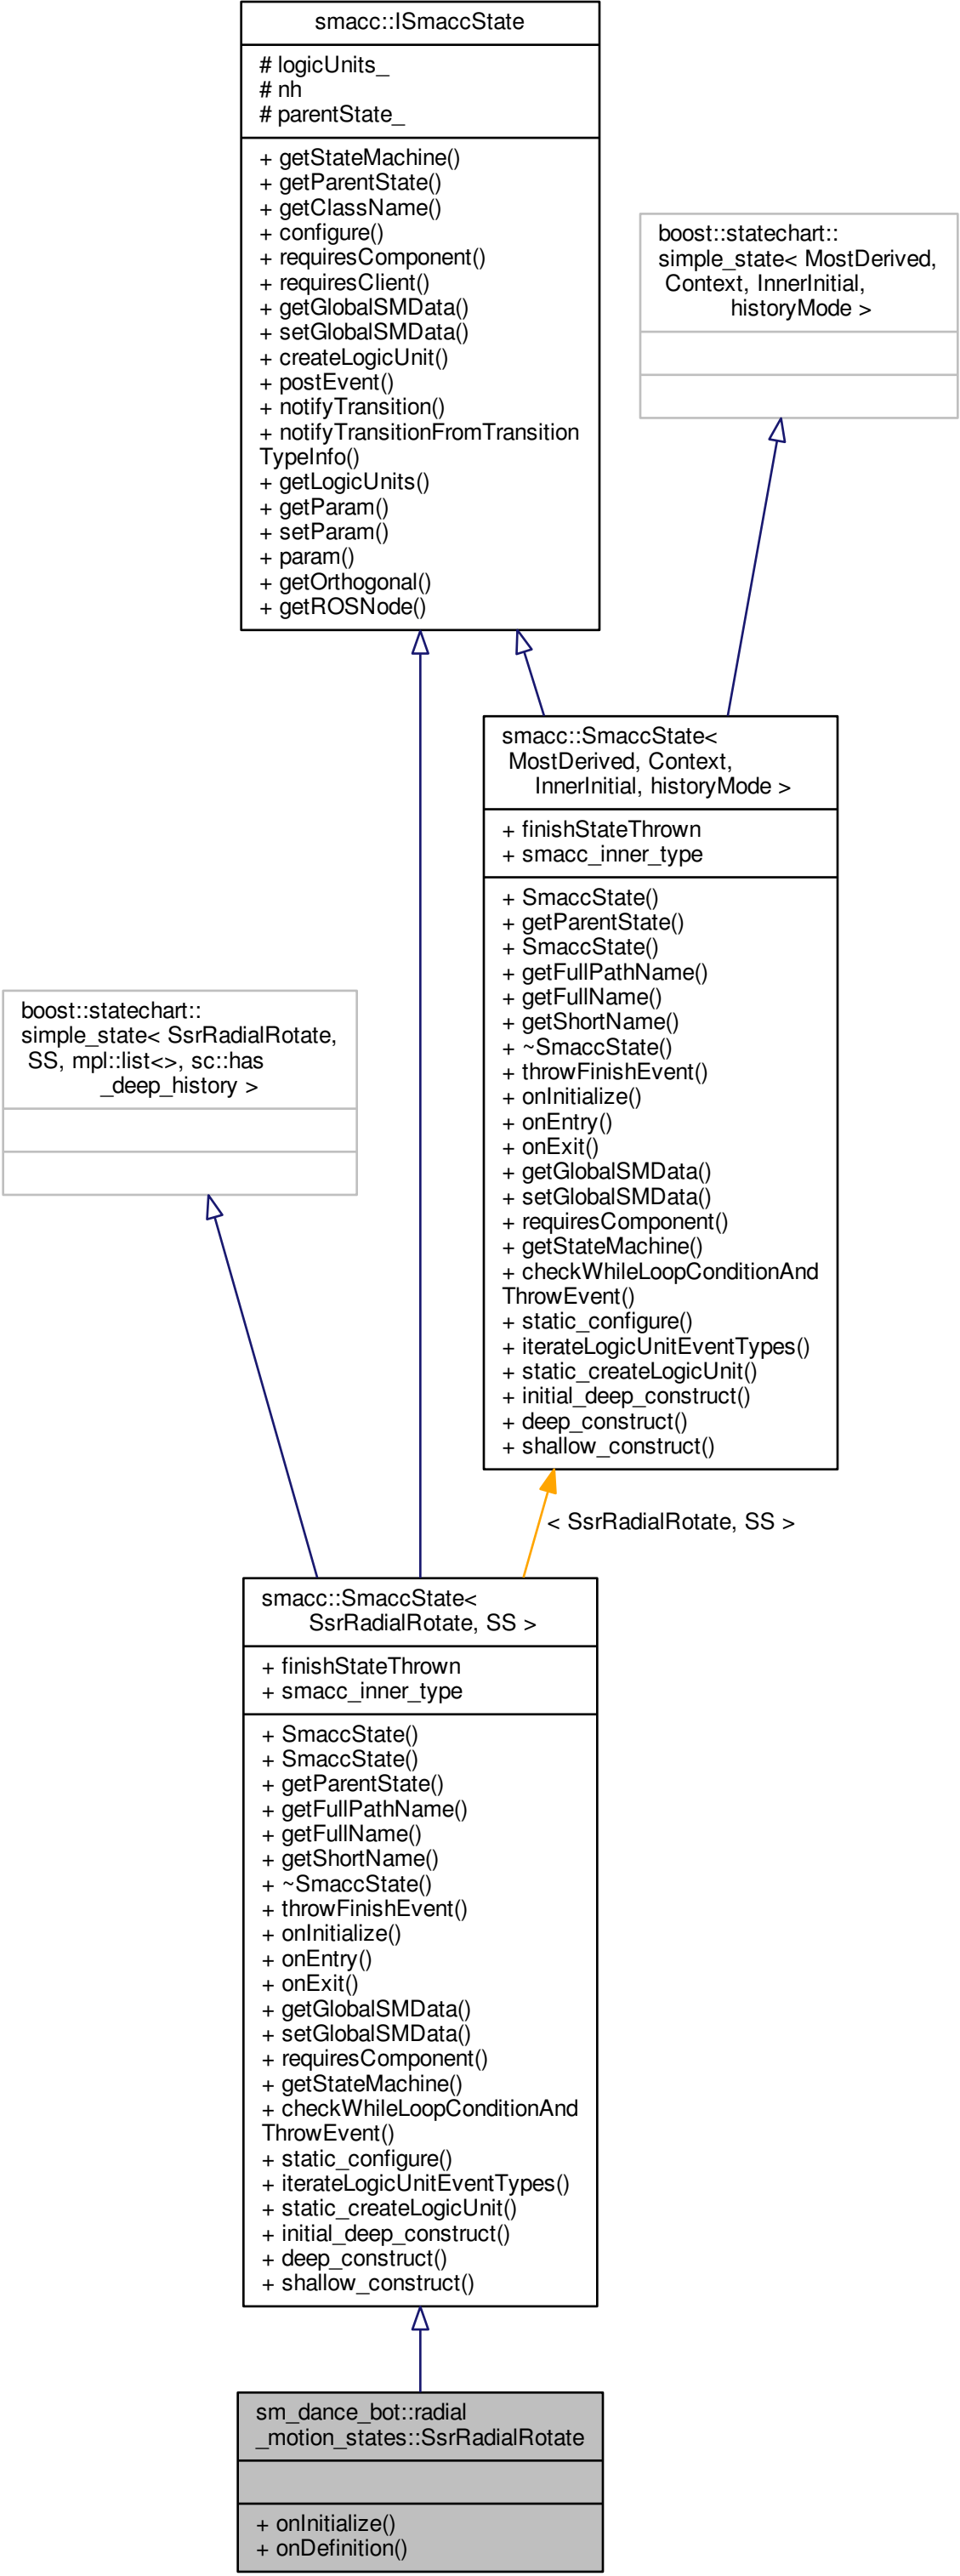 smacc::ISmaccState
# logicUnits_
# nh
# parentState_
+ getStateMachine()
+ getParentState()
+ getClassName()
+ configure()
+ requiresComponent()
+ requiresClient()
+ getGlobalSMData()
+ setGlobalSMData()
+ createLogicUnit()
+ postEvent()
+ notifyTransition()
+ notifyTransitionFromTransition
TypeInfo()
+ getLogicUnits()
+ getParam()
+ setParam()
+ param()
+ getOrthogonal()
+ getROSNode()
boost::statechart::
simple_state< MostDerived,
Context, InnerInitial,
historyMode >
smacc::SmaccState<
MostDerived, Context,
InnerInitial, historyMode >
+ finishStateThrown
+ smacc_inner_type
+ SmaccState()
+ getParentState()
+ SmaccState()
+ getFullPathName()
+ getFullName()
+ getShortName()
+ ~SmaccState()
+ throwFinishEvent()
+ onInitialize()
+ onEntry()
+ onExit()
+ getGlobalSMData()
+ setGlobalSMData()
+ requiresComponent()
+ getStateMachine()
+ checkWhileLoopConditionAnd
ThrowEvent()
+ static_configure()
+ iterateLogicUnitEventTypes()
+ static_createLogicUnit()
+ initial_deep_construct()
+ deep_construct()
+ shallow_construct()
boost::statechart::
simple_state< SsrRadialRotate,
SS, mpl::list<>, sc::has
_deep_history >
< SsrRadialRotate, SS >
smacc::SmaccState<
SsrRadialRotate, SS >
+ finishStateThrown
+ smacc_inner_type
+ SmaccState()
+ SmaccState()
+ getParentState()
+ getFullPathName()
+ getFullName()
+ getShortName()
+ ~SmaccState()
+ throwFinishEvent()
+ onInitialize()
+ onEntry()
+ onExit()
+ getGlobalSMData()
+ setGlobalSMData()
+ requiresComponent()
+ getStateMachine()
+ checkWhileLoopConditionAnd
ThrowEvent()
+ static_configure()
+ iterateLogicUnitEventTypes()
+ static_createLogicUnit()
+ initial_deep_construct()
+ deep_construct()
+ shallow_construct()
sm_dance_bot::radial
_motion_states::SsrRadialRotate
+ onInitialize()
+ onDefinition()